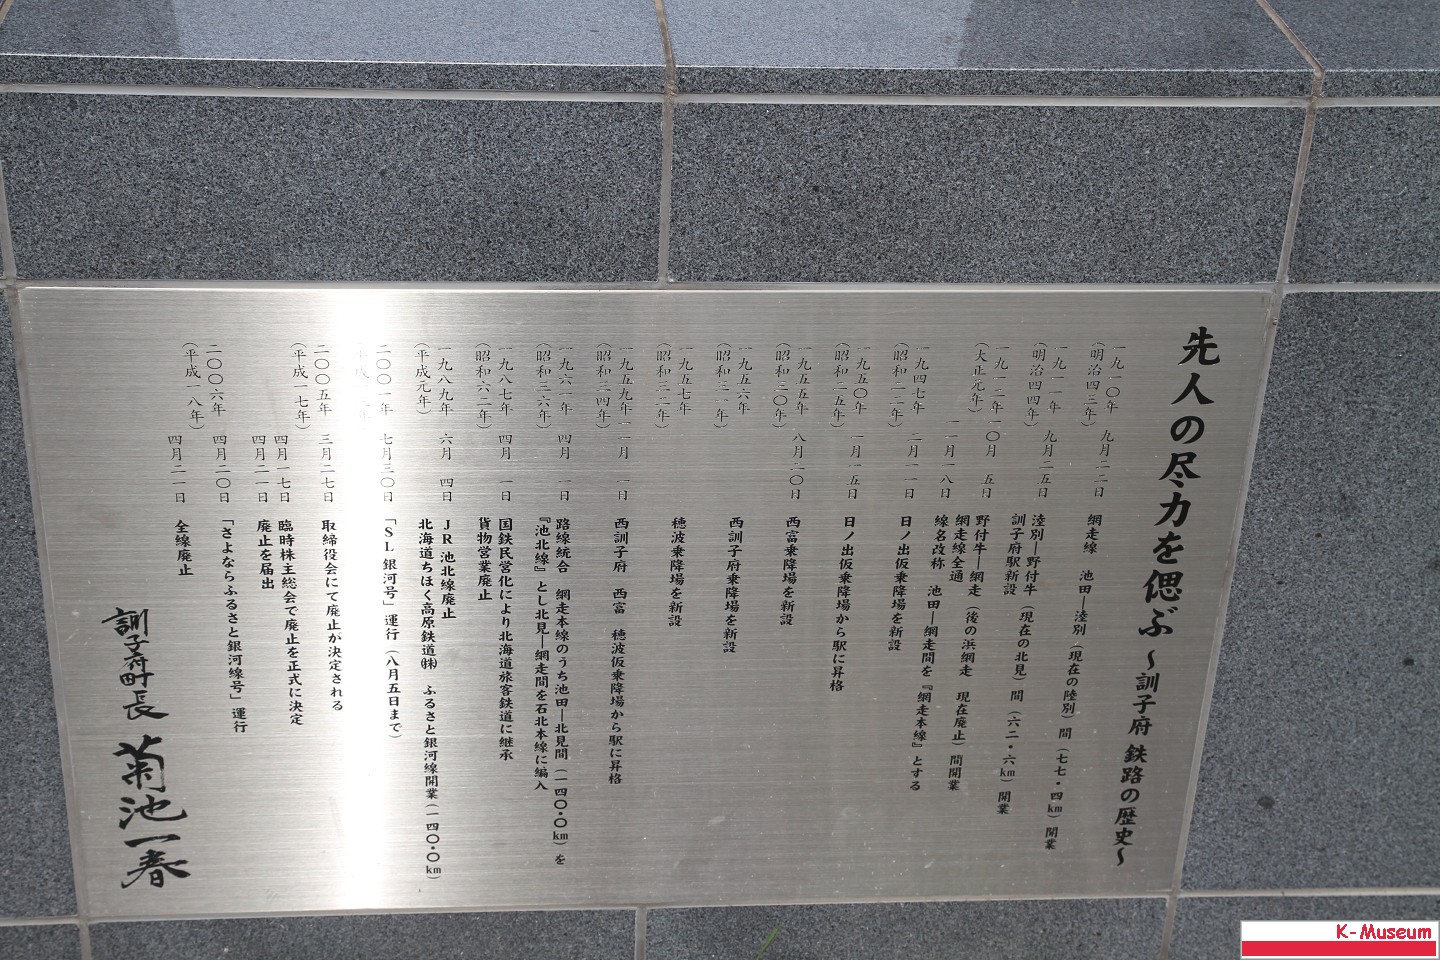 先人の尽力を偲ぶ ～訓子府 鉄路の歴史～
一九一〇年 九月二二日 網走線 池田―陸別(現在の陸別)間(七七・四km)開業
(明治四三年)
一九一一年 九月二五日 陸別―野付牛(現在の北見)間(六二・六km)開業
(明治四四年) 訓子府駅新設
一九一二年 一〇月 五日 野付牛―網走(後の浜網走 現在廃止)間開業
(大正元年) 網走線全通
一一月一八日 線名改称 池田―網走間を『網走本線』とする
一九四七年 二月一一日 日ノ出仮乗降場を新設
(昭和二二年)
一九五〇年 一月一五日 日ノ出仮乗降場から駅に昇格
(昭和二五年)
一九五五年 八月二〇日 西富乗降場を新設
(昭和三〇年)
一九五六年 西訓子府乗降場を新設
(昭和三一年)
一九五七年 穂波乗降場を新設
(昭和三二年)
一九五九年 一一月 一日 西訓子府 西富 穂波仮乗降場から駅に昇格
(昭和三四年)
一九六一年 四月 一日 路線統合 網走本線のうち池田―北見間(一四〇・〇km)を
(昭和三六年) 『池北線』とし北見―網走間を石北本線に編入
一九八七年 四月 一日 国鉄民営化により北海道旅客鉄道に継承
(昭和六二年) 貨物営業廃止
一九八九年 六月 四日 JR池北線廃止
(平成元年) 北海道ちほく高原鉄道㈱ ふるさと銀河線開業(一四〇・〇km)
二〇〇一年 七月三〇日 「SL銀河号」運行(八月五日まで)
二〇〇五年 三月二七日 取締役会にて廃止が決定される
(平成一七年)
四月一七日 臨時株主総会で廃止を正式に決定
四月二一日 廃止を届出
二〇〇六年 四月二〇日 「さよならふるさと銀河線号」運行
(平成一八年)
四月二一日 全線廃止
訓子府町長 菊池一春
K-Museum